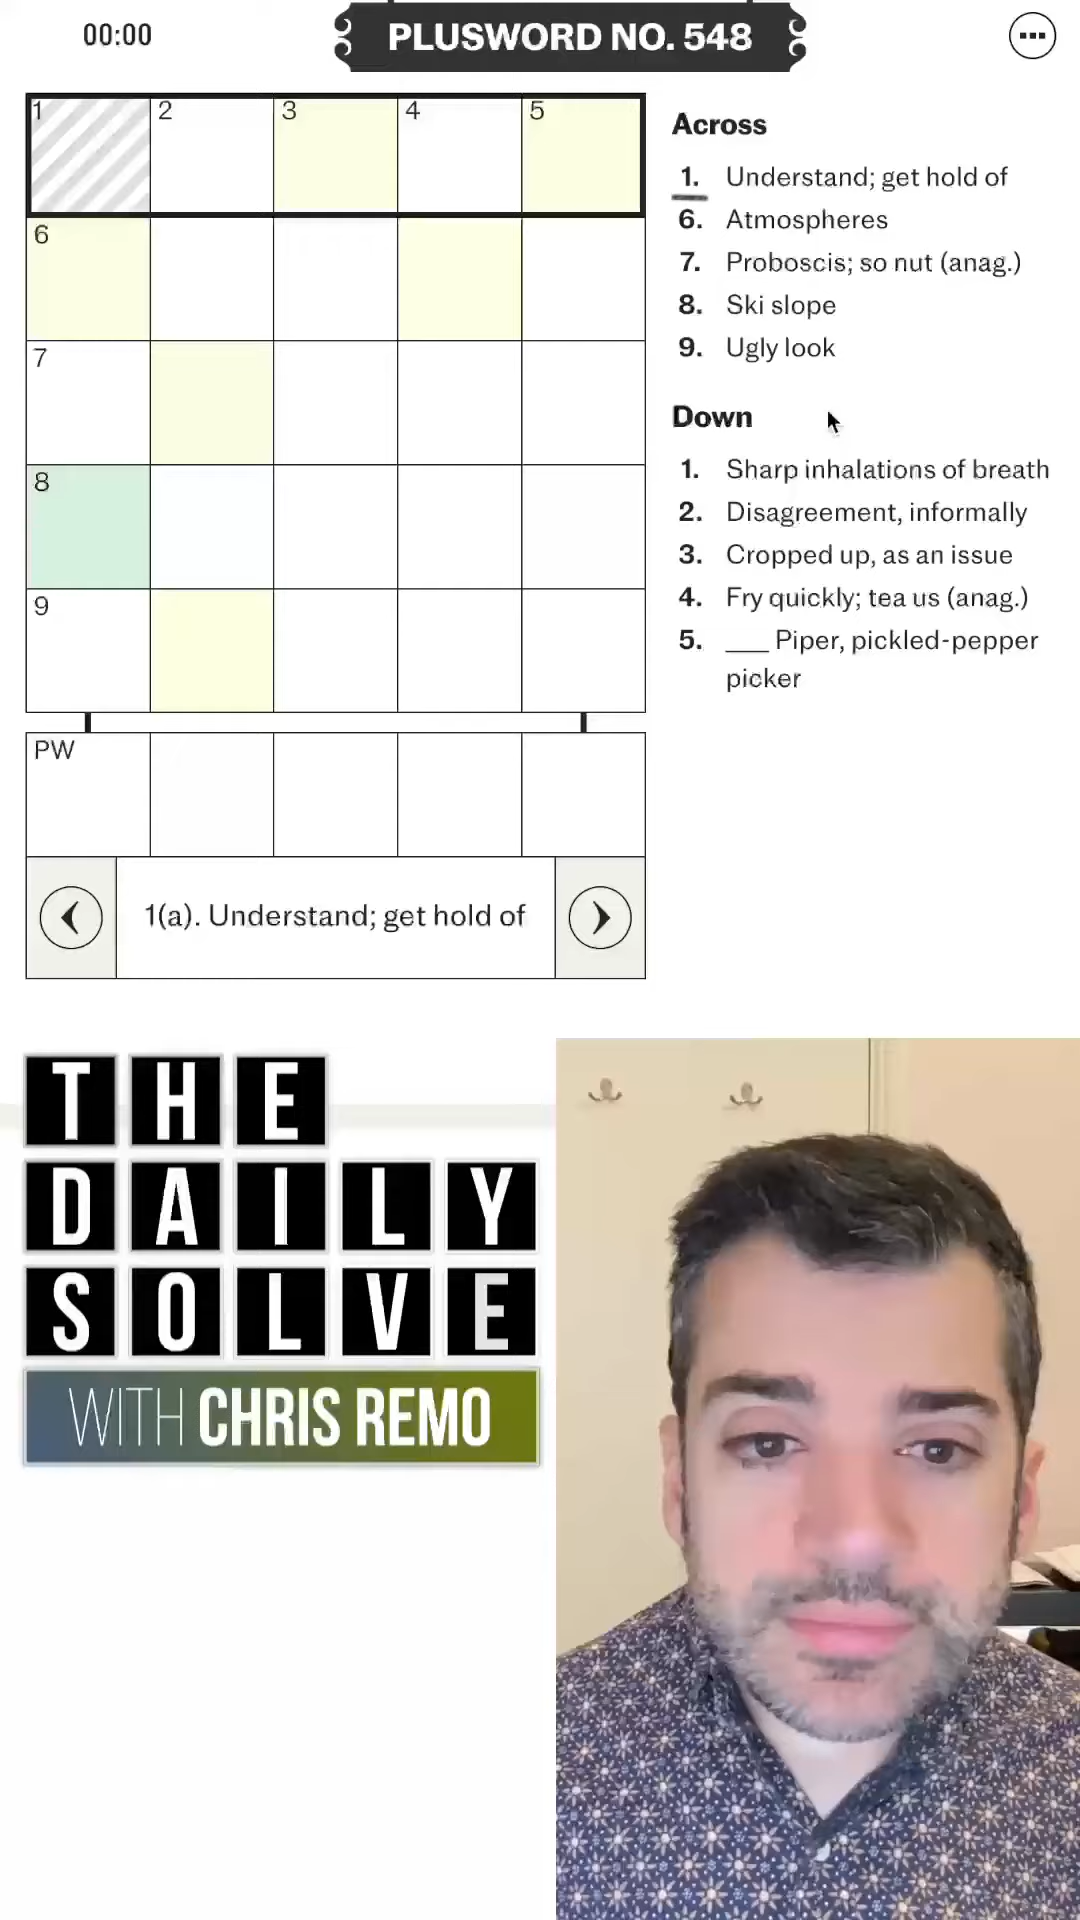 00:00
PLUSWORD NO. 548
1 2 3 4 5
6
7
8
9
PW
1(a). Understand; get hold of
Across
1. Understand; get hold of
6. Atmospheres
7. Proboscis; so nut (anag.)
8. Ski slope
9. Ugly look
Down
1. Sharp inhalations of breath
2. Disagreement, informally
3. Cropped up, as an issue
4. Fry quickly; tea us (anag.)
5. ___ Piper, pickled-pepper
picker
THE
DAILY
SOLVE
WITH CHRIS REMO